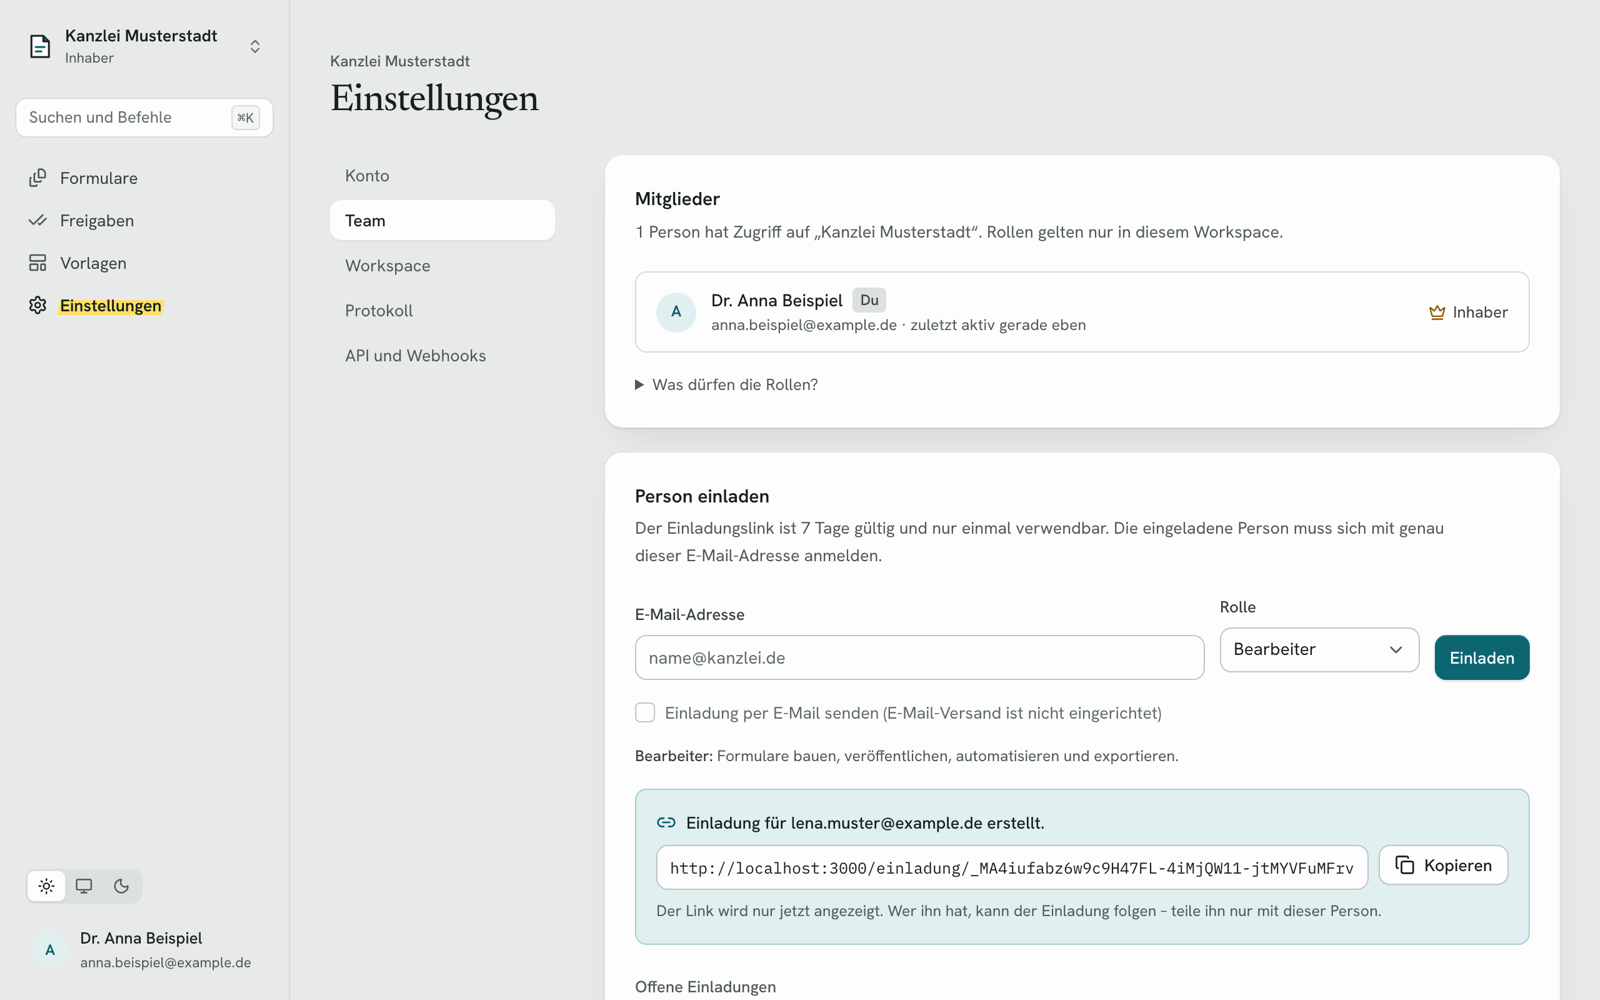 Kanzlei Musterstadt
Inhaber
Suchen und Befehle
⌘K
Formulare
Freigaben
Vorlagen
Einstellungen
Dr. Anna Beispiel
anna.beispiel@example.de
Kanzlei Musterstadt
Einstellungen
Konto
Team
Workspace
Protokoll
API und Webhooks
Mitglieder
1 Person hat Zugriff auf „Kanzlei Musterstadt“. Rollen gelten nur in diesem Workspace.
A
Dr. Anna Beispiel Du
anna.beispiel@example.de · zuletzt aktiv gerade eben
Inhaber
Was dürfen die Rollen?
Person einladen
Der Einladungslink ist 7 Tage gültig und nur einmal verwendbar. Die eingeladene Person muss sich mit genau
dieser E-Mail-Adresse anmelden.
E-Mail-Adresse
name@kanzlei.de
Rolle
Bearbeiter
Einladen
Einladung per E-Mail senden (E-Mail-Versand ist nicht eingerichtet)
Bearbeiter: Formulare bauen, veröffentlichen, automatisieren und exportieren.
Einladung für lena.muster@example.de erstellt.
http://localhost:3000/einladung/_MA4iufabz6w9c9H47FL-4iMjQW11-jtMYVFuMFrv
Kopieren
Der Link wird nur jetzt angezeigt. Wer ihn hat, kann der Einladung folgen – teile ihn nur mit dieser Person.
Offene Einladungen
A